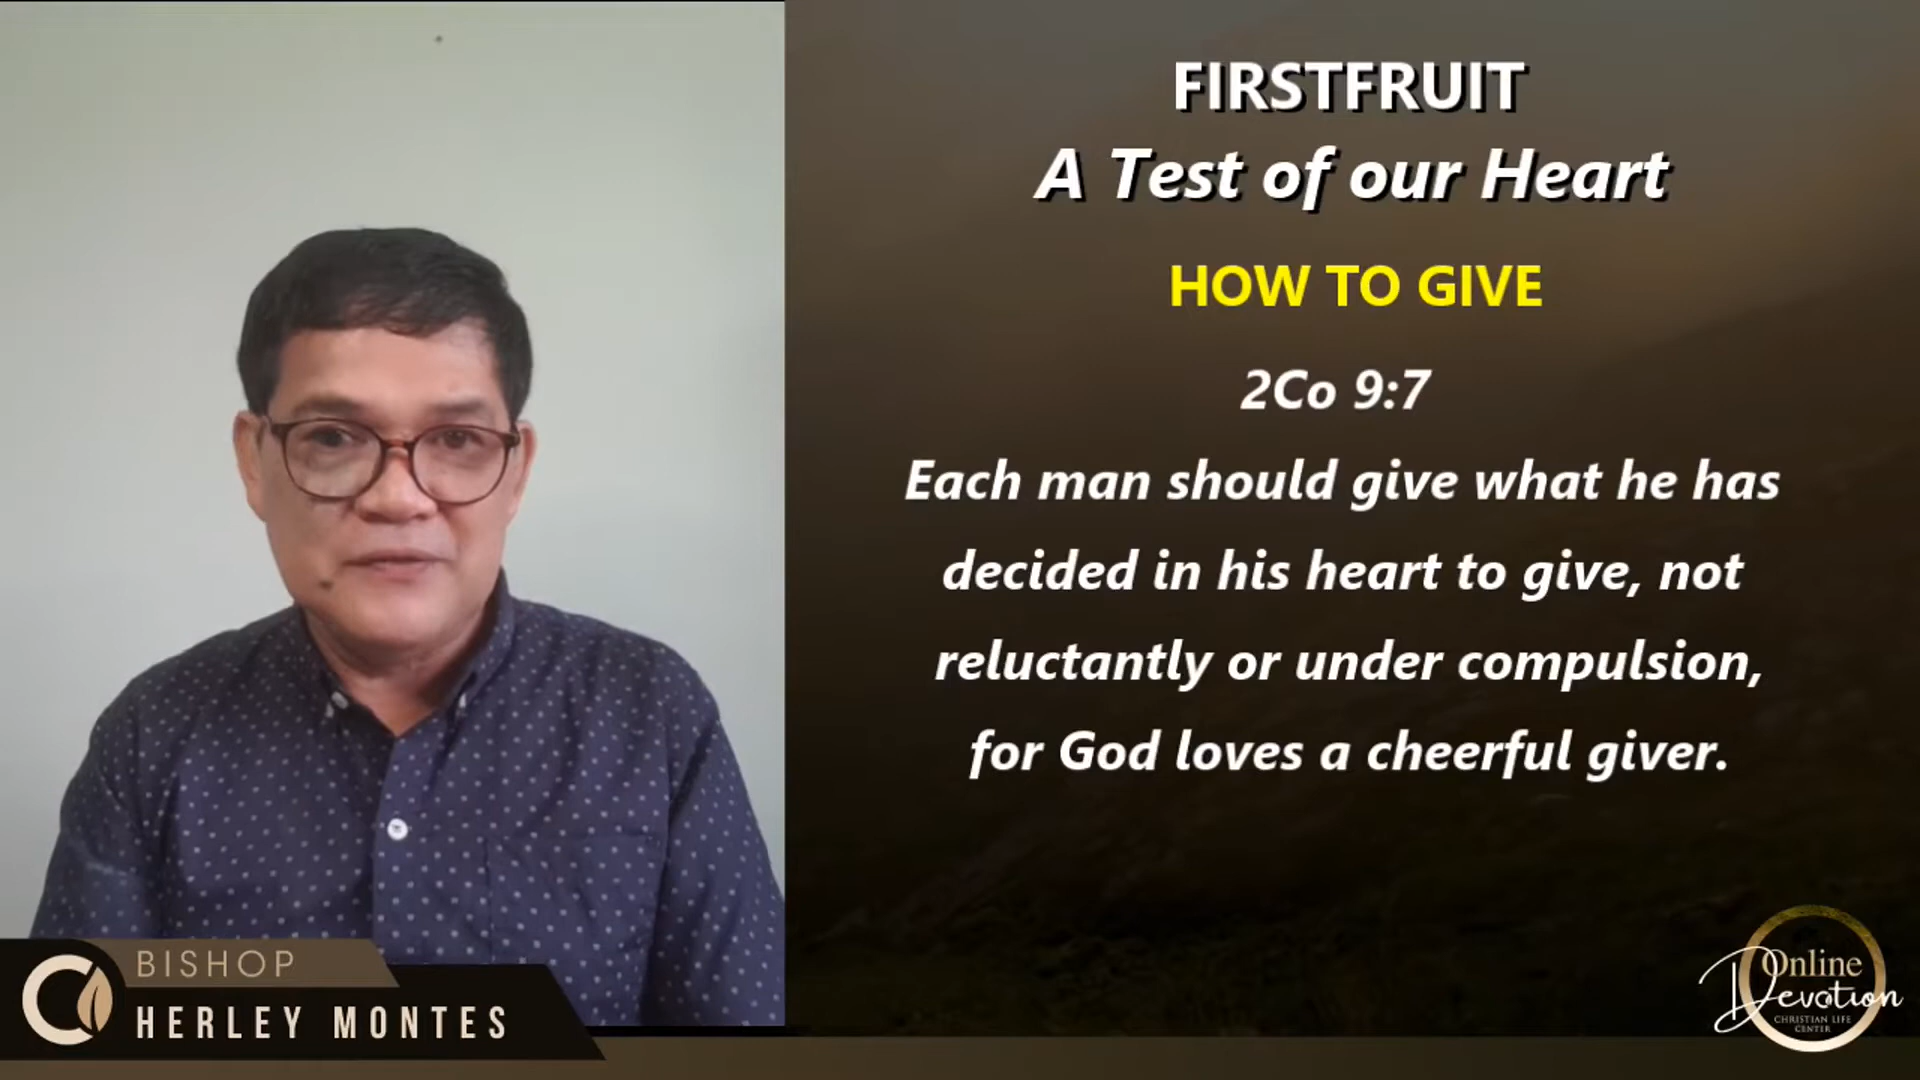 FIRSTFRUIT
A Test of our Heart
HOW TO GIVE
2Co 9:7
Each man should give what he has
decided in his heart to give, not
reluctantly or under compulsion,
for God loves a cheerful giver.
BISHOP
HERLEY MONTES
Online
Devotion
CHRISTIAN LIFE
CENTER